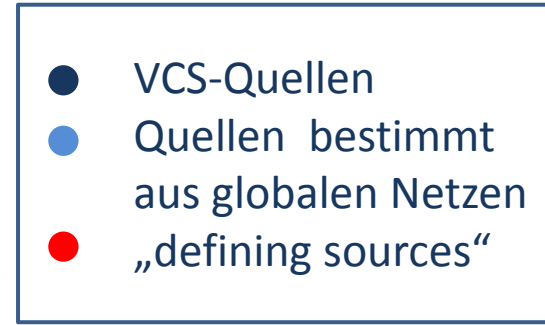 VCS-Quellen
Quellen bestimmt
aus globalen Netzen
„defining sources“